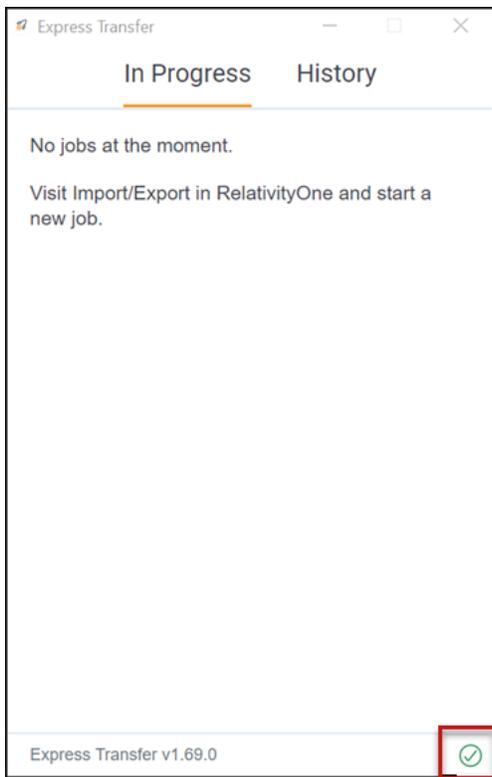 Express Transfer
In Progress History
No jobs at the moment.
Visit Import/Export in RelativityOne and start a
new job.
Express Transfer v1.69.0